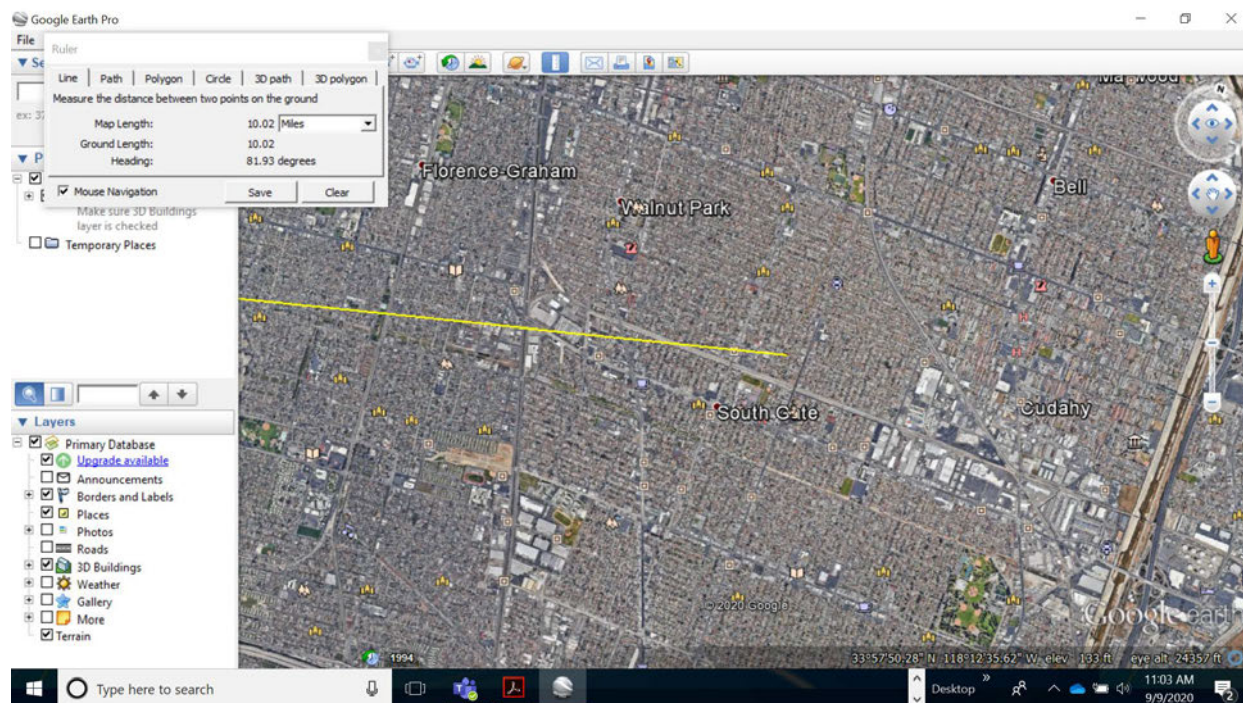 Google Earth Pro
File
Ruler
Line Path Polygon Circle 3D path 3D polygon
Measure the distance between two points on the ground
Map Length: 10.02 Miles
Ground Length: 10.02
Heading: 81.93 degrees
Mouse Navigation Save Clear
Se
ex: 37
P
Make sure 3D Buildings
layer is checked
Temporary Places
Layers
Primary Database
Upgrade available
Announcements
Borders and Labels
Places
Photos
Roads
3D Buildings
Weather
Gallery
More
Terrain
N
Florence-Graham
Walnut Park
Bell
South Gate
Cudahy
© 2020 Google
Google earth
1994
33°57'50.28" N 118°12'35.62" W elev 133 ft eye alt 24357 ft
Type here to search
Desktop
11:03 AM
9/9/2020
2